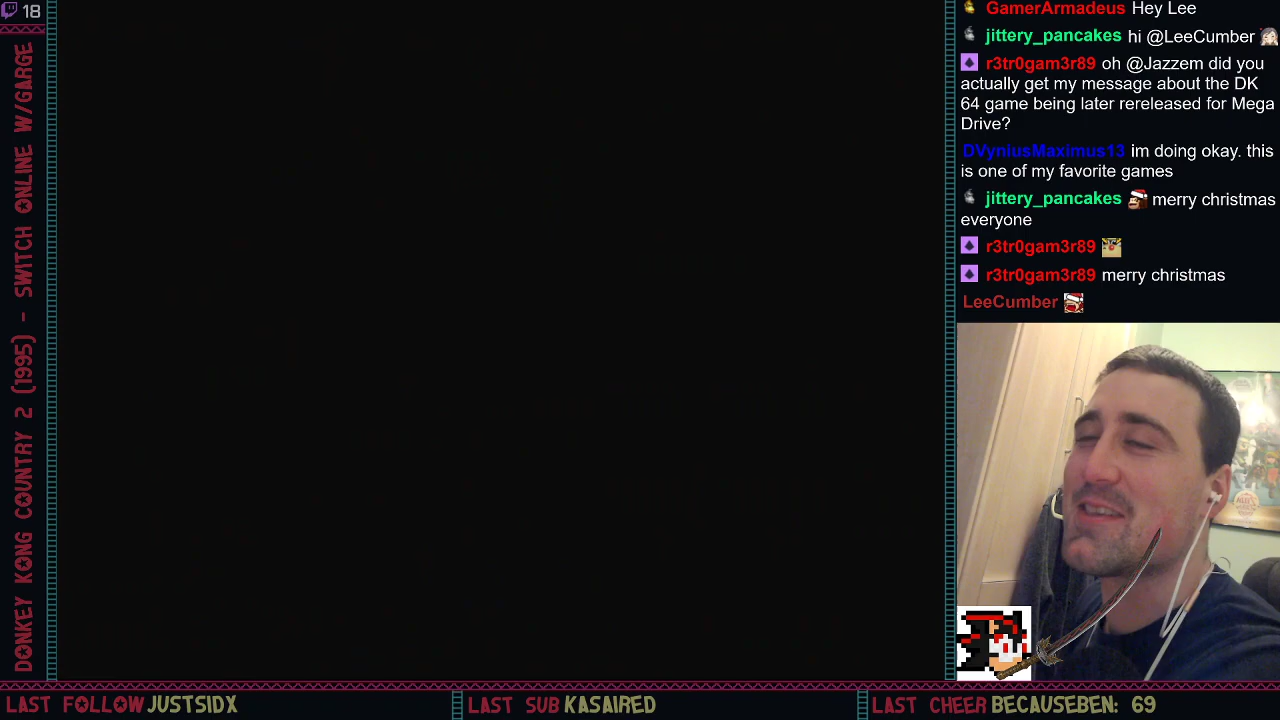 18
DONKEY KONG COUNTRY 2 (1995) - SWITCH ONLINE W/GARGE
GamerArmadeus Hey Lee
jittery_pancakes hi @LeeCumber
r3tr0gam3r89 oh @Jazzem did you
actually get my message about the DK
64 game being later rereleased for Mega
Drive?
DVyniusMaximus13 im doing okay. this
is one of my favorite games
jittery_pancakes merry christmas
everyone
r3tr0gam3r89
r3tr0gam3r89 merry christmas
LeeCumber
LAST FOLLOW JUSTSIDX
LAST SUB KASAIRED
LAST CHEER BECAUSEBEN: 69